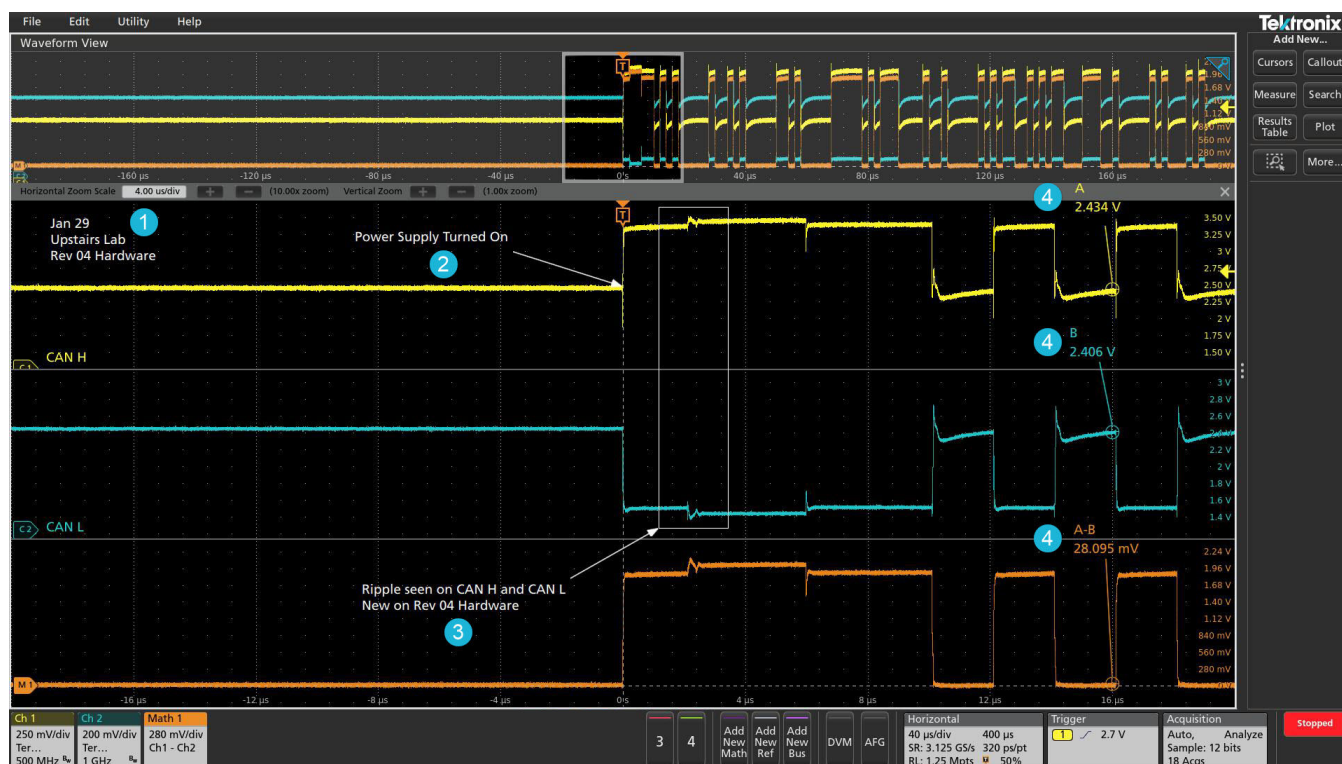 File Edit Utility Help
Tektronix
Waveform View
Add New...
Cursors Callout
Measure Search
Results Table Plot
More...
1.96
1.68 V
1.12
840 mV
560 mV
280 mV
M 1
-160 µs -120 µs -80 µs -40 µs 0 s 40 µs 80 µs 120 µs 160 µs
Horizontal Zoom Scale 4.00 us/div + − (10.00x zoom) Vertical Zoom + − (1.00x zoom)
T
T
Jan 29
Upstairs Lab
Rev 04 Hardware
1
Power Supply Turned On
2
4 A
2.434 V
3.50 V
3.25 V
3 V
2.75
2.50 V
2.25 V
2 V
1.75 V
1.50 V
C 1 CAN H
4 B
2.406 V
3 V
2.8 V
2.6 V
2.2 V
2 V
1.8 V
1.6 V
1.4 V
C 2 CAN L
4 A-B
28.095 mV
2.24 V
1.96 V
1.68 V
1.40 V
1.12 V
840 mV
560 mV
280 mV
Ripple seen on CAN H and CAN L
New on Rev 04 Hardware
3
M 1
-16 µs -12 µs -8 µs -4 µs 0 s 4 µs 8 µs 12 µs 16 µs
Ch 1
250 mV/div
Ter...
500 MHz Bw
Ch 2
200 mV/div
Ter...
1 GHz Bw
Math 1
280 mV/div
Ch1 - Ch2
3 4
Add New Math
Add New Ref
Add New Bus
DVM AFG
Horizontal
40 µs/div 400 µs
SR: 3.125 GS/s 320 ps/pt
RL: 1.25 Mpts 50%
Trigger
1 2.7 V
Acquisition
Auto, Analyze
Sample: 12 bits
18 Acqs
Stopped